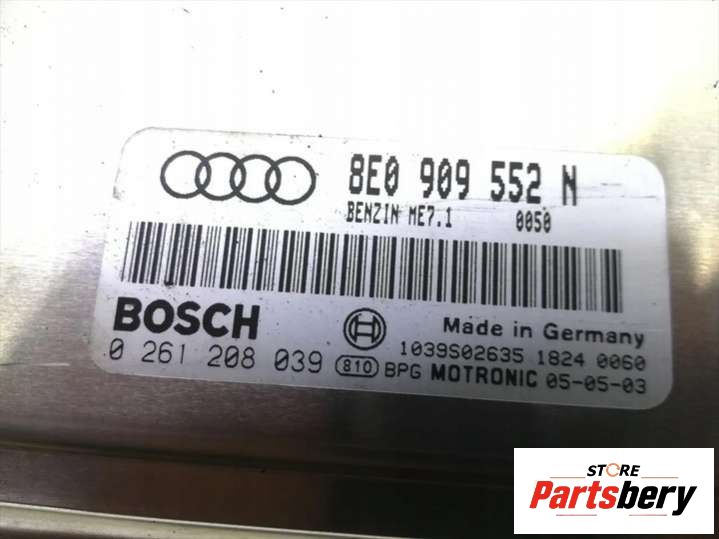 8E0 909 552 N
BENZIN ME7.1 0050
BOSCH
Made in Germany
0 261 208 039
1039S02635 1824 0060
810 BPG MOTRONIC 05-05-03
STORE
Partsbery